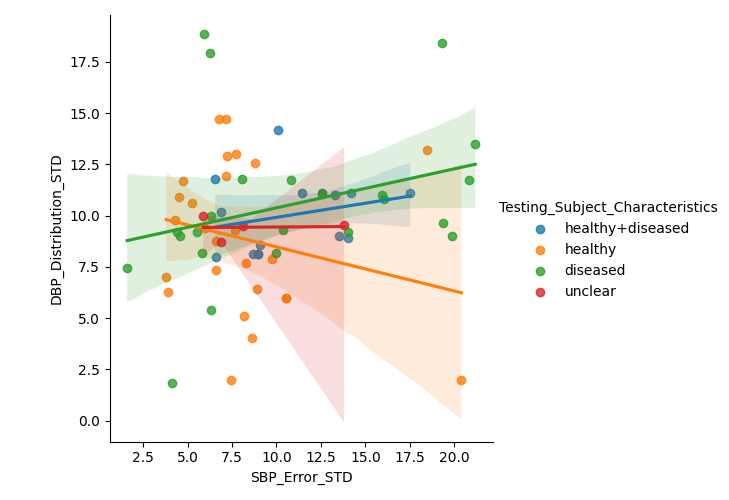 17.5
15.0
12.5
10.0
7.5
5.0
2.5
0.0
DBP_Distribution_STD
2.5 5.0 7.5 10.0 12.5 15.0 17.5 20.0
SBP_Error_STD
Testing_Subject_Characteristics
healthy+diseased
healthy
diseased
unclear